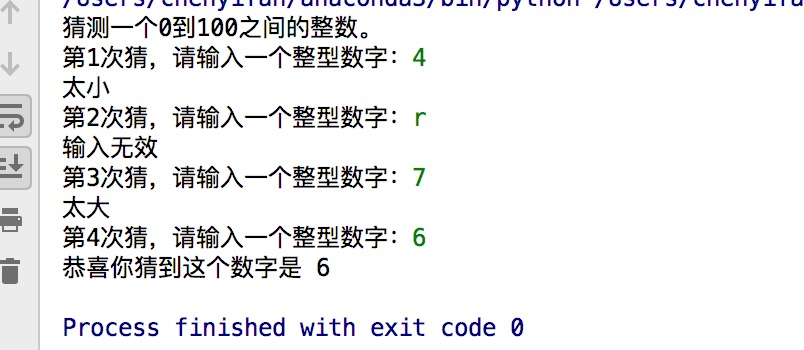 /Users/chenyifan/anaconda3/bin/python /Users/chenyifa
猜测一个0到100之间的整数。
第1次猜，请输入一个整型数字：4
太小
第2次猜，请输入一个整型数字：r
输入无效
第3次猜，请输入一个整型数字：7
太大
第4次猜，请输入一个整型数字：6
恭喜你猜到这个数字是 6
Process finished with exit code 0